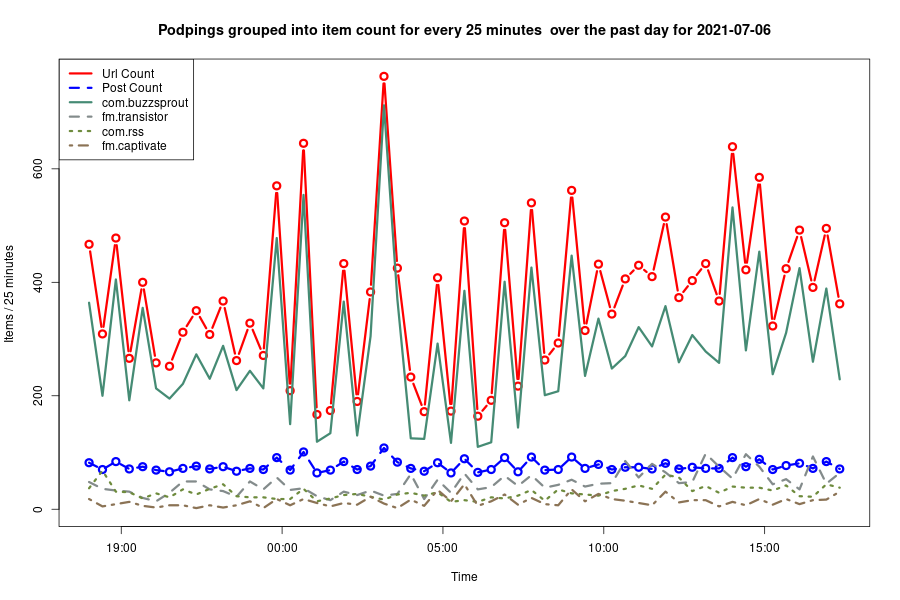 Podpings grouped into item count for every 25 minutes  over the past day for 2021-07-06
Url Count
Post Count
com.buzzsprout
fm.transistor
com.rss
fm.captivate
Items / 25 minutes
600
400
200
0
19:00 00:00 05:00 10:00 15:00
Time